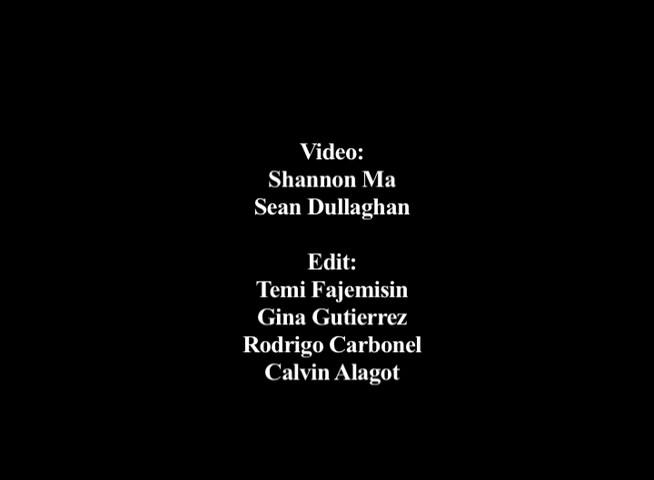 Video:
Shannon Ma
Sean Dullaghan
Edit:
Temi Fajemisin
Gina Gutierrez
Rodrigo Carbonel
Calvin Alagot